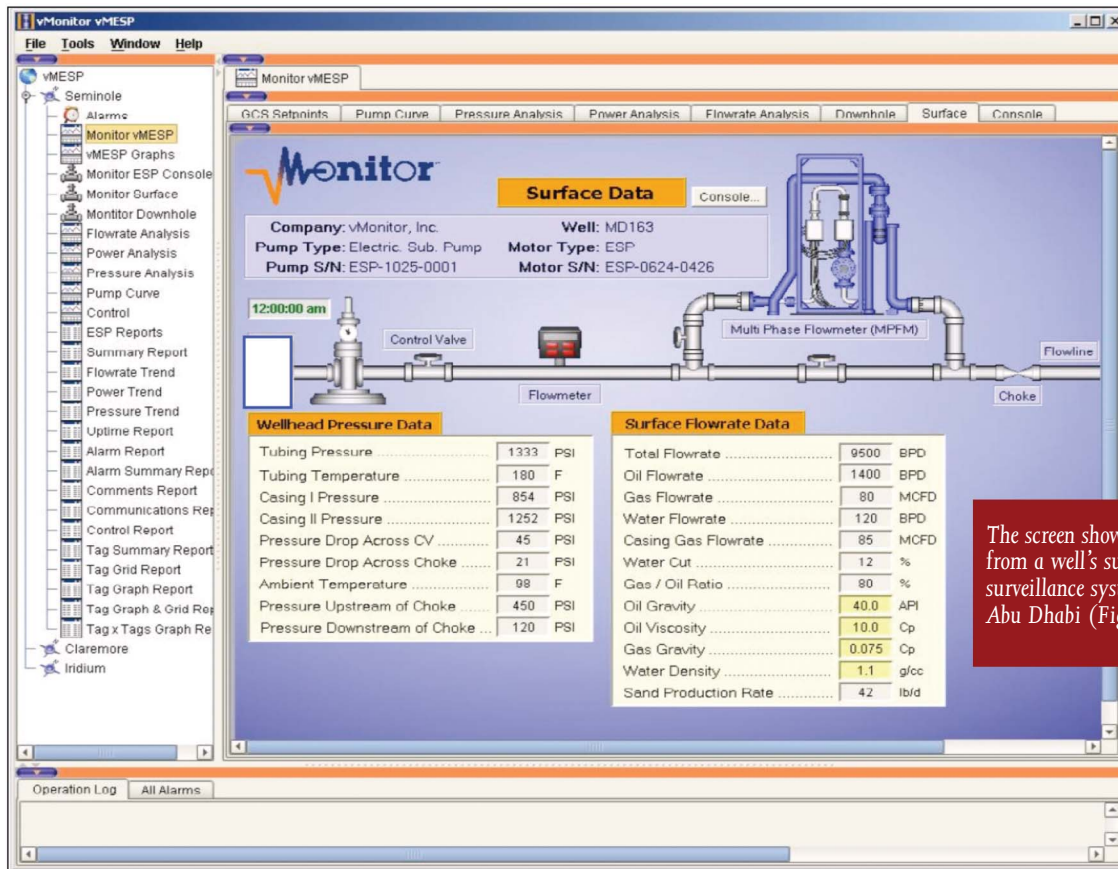 vMonitor vMESP
File Tools Window Help
vMESP
Seminole
Alarms
Monitor vMESP
vMESP Graphs
Monitor ESP Console
Monitor Surface
Montitor Downhole
Flowrate Analysis
Power Analysis
Pressure Analysis
Pump Curve
Control
ESP Reports
Summary Report
Flowrate Trend
Power Trend
Pressure Trend
Uptime Report
Alarm Report
Alarm Summary Repo
Comments Report
Communications Rep
Control Report
Tag Summary Report
Tag Grid Report
Tag Graph Report
Tag Graph & Grid Rep
Tag x Tags Graph Re
Claremore
Iridium
Monitor vMESP
GCS Setpoints Pump Curve Pressure Analysis Power Analysis Flowrate Analysis Downhole Surface Console
vMonitor
Surface Data Console...
Company: vMonitor, Inc. Well: MD163
Pump Type: Electric. Sub. Pump Motor Type: ESP
Pump S/N: ESP-1025-0001 Motor S/N: ESP-0624-0426
12:00:00 am
Control Valve
Flowmeter
Multi Phase Flowmeter (MPFM)
Flowline
Choke
Wellhead Pressure Data
Tubing Pressure 1333 PSI
Tubing Temperature 180 F
Casing I Pressure 854 PSI
Casing II Pressure 1252 PSI
Pressure Drop Across CV 45 PSI
Pressure Drop Across Choke 21 PSI
Ambient Temperature 98 F
Pressure Upstream of Choke 450 PSI
Pressure Downstream of Choke ... 120 PSI
Surface Flowrate Data
Total Flowrate 9500 BPD
Oil Flowrate 1400 BPD
Gas Flowrate 80 MCFD
Water Flowrate 120 BPD
Casing Gas Flowrate 85 MCFD
Water Cut 12 %
Gas / Oil Ratio 80 %
Oil Gravity 40.0 API
Oil Viscosity 10.0 Cp
Gas Gravity 0.075 Cp
Water Density 1.1 g/cc
Sand Production Rate 42 lb/d
The screen show
from a well's su
surveillance syst
Abu Dhabi (Fig
Operation Log All Alarms